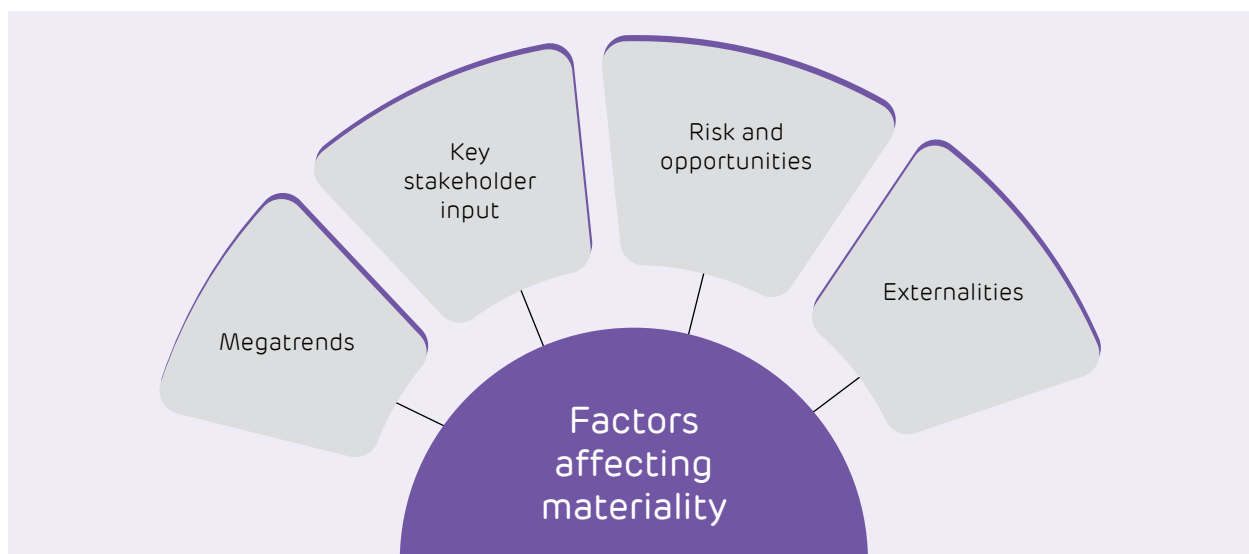 Megatrends
Key
stakeholder
input
Risk and
opportunities
Externalities
Factors
affecting
materiality